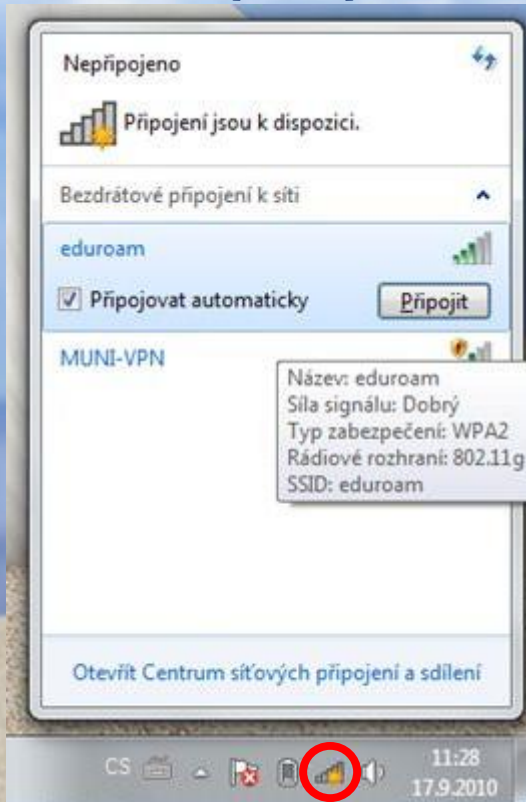 Nepřipojeno
Připojení jsou k dispozici.
Bezdrátové připojení k síti
eduroam
Připojovat automaticky
Připojit
MUNI-VPN
Název: eduroam
Síla signálu: Dobrý
Typ zabezpečení: WPA2
Rádiové rozhraní: 802.11g
SSID: eduroam
Otevřít Centrum síťových připojení a sdílení
CS
11:28
17.9.2010